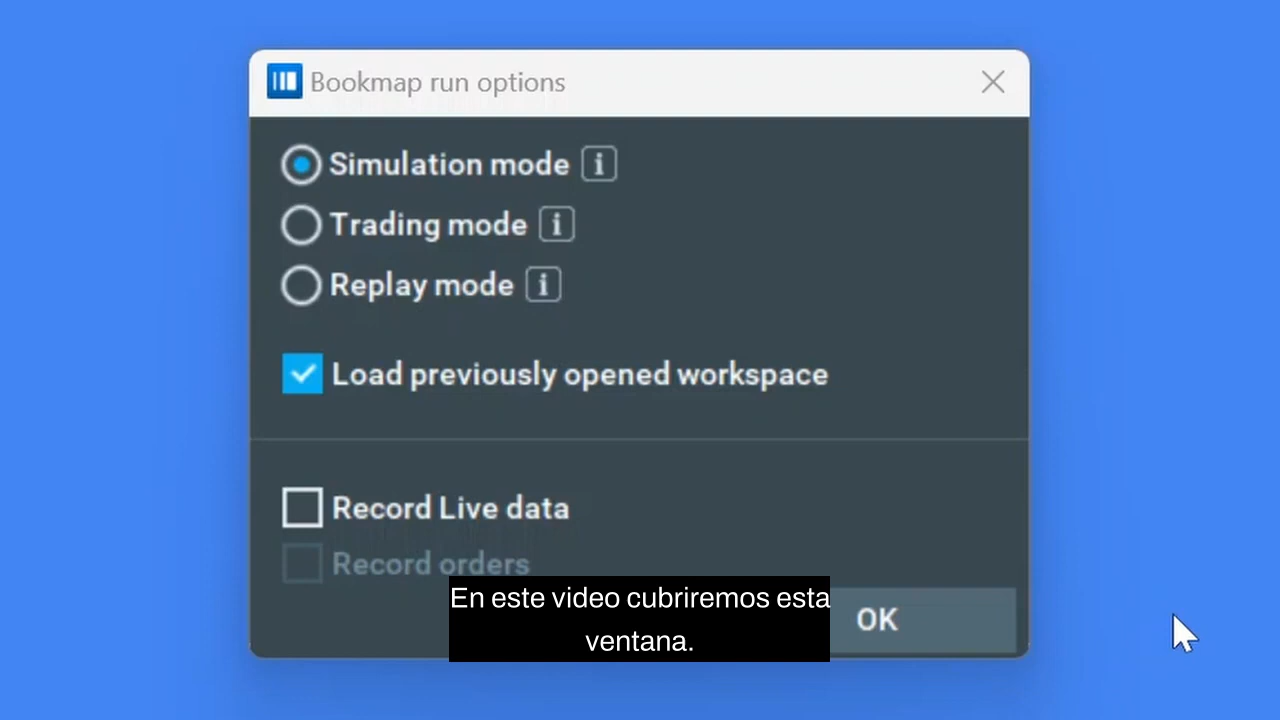 Bookmap run options
Simulation mode
Trading mode
Replay mode
Load previously opened workspace
Record Live data
Record orders
En este video cubriremos esta
ventana.
OK